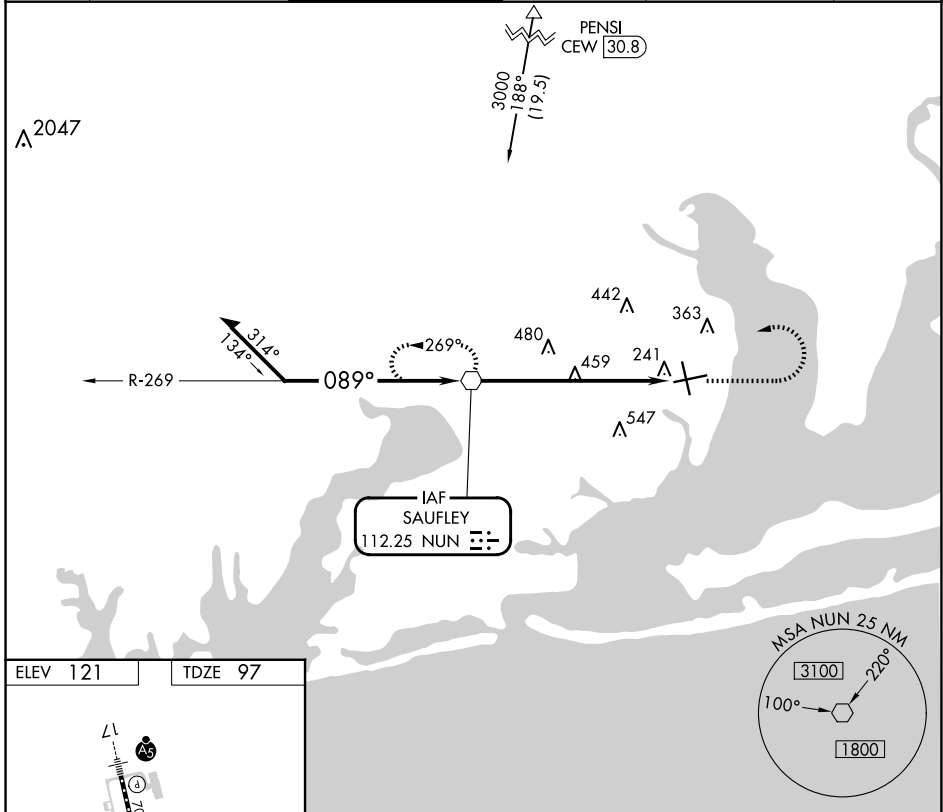 PENSI
CEW 30.8
3000
188°
(19.5)
2047
442
363
480
314°
134°
269°
459
241
R-269
089°
547
IAF
SAUFLEY
112.25 NUN
MSA NUN 25 NM
3100
220°
100°
1800
ELEV 121
TDZE 97
17
A5
P